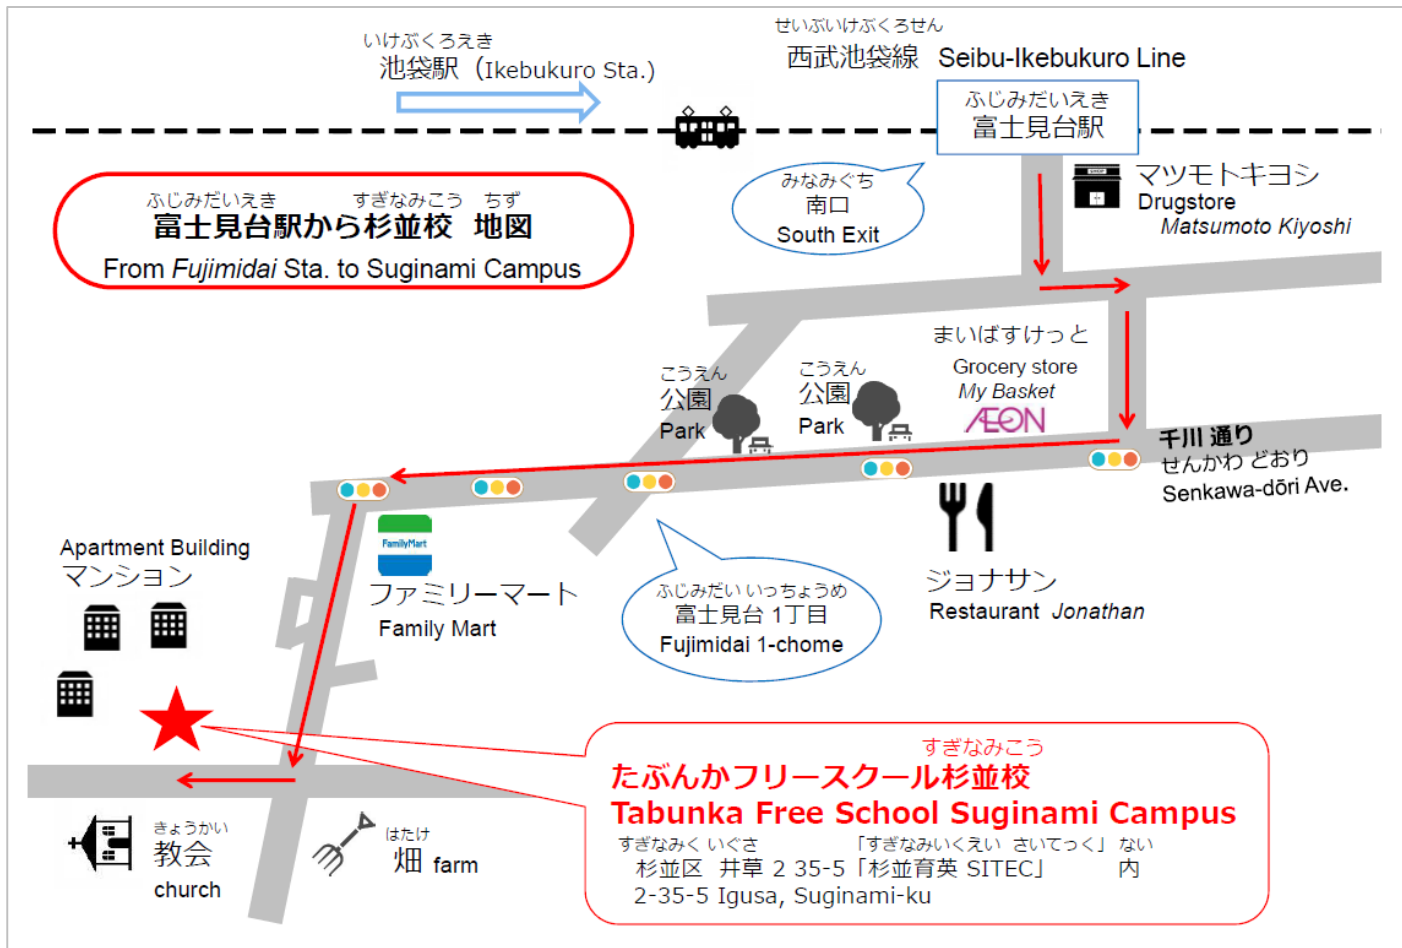 いけぶくろえき
池袋駅（Ikebukuro Sta.)
せいぶいけぶくろせん
西武池袋線 Seibu-Ikebukuro Line
ふじみだいえき
富士見台駅
みなみぐち
南口
South Exit
SHOP
マツモトキヨシ
Drugstore
Matsumoto Kiyoshi
ふじみだいえき すぎなみこう ちず
富士見台駅から杉並校 地図
From Fujimidai Sta. to Suginami Campus
まいばすけっと
Grocery store
My Basket
ÆON
こうえん
公園
Park
こうえん
公園
Park
千川 通り
せんかわ どおり
Senkawa-dōri Ave.
FamilyMart
ファミリーマート
Family Mart
ふじみだい いっちょうめ
富士見台 1丁目
Fujimidai 1-chome
ジョナサン
Restaurant Jonathan
Apartment Building
マンション
すぎなみこう
たぶんかフリースクール杉並校
Tabunka Free School Suginami Campus
すぎなみく いぐさ 「すぎなみいくえい さいてっく」 ない
杉並区 井草 2 35-5「杉並育英 SITEC」 内
2-35-5 Igusa, Suginami-ku
きょうかい
教会
church
はたけ
畑 farm